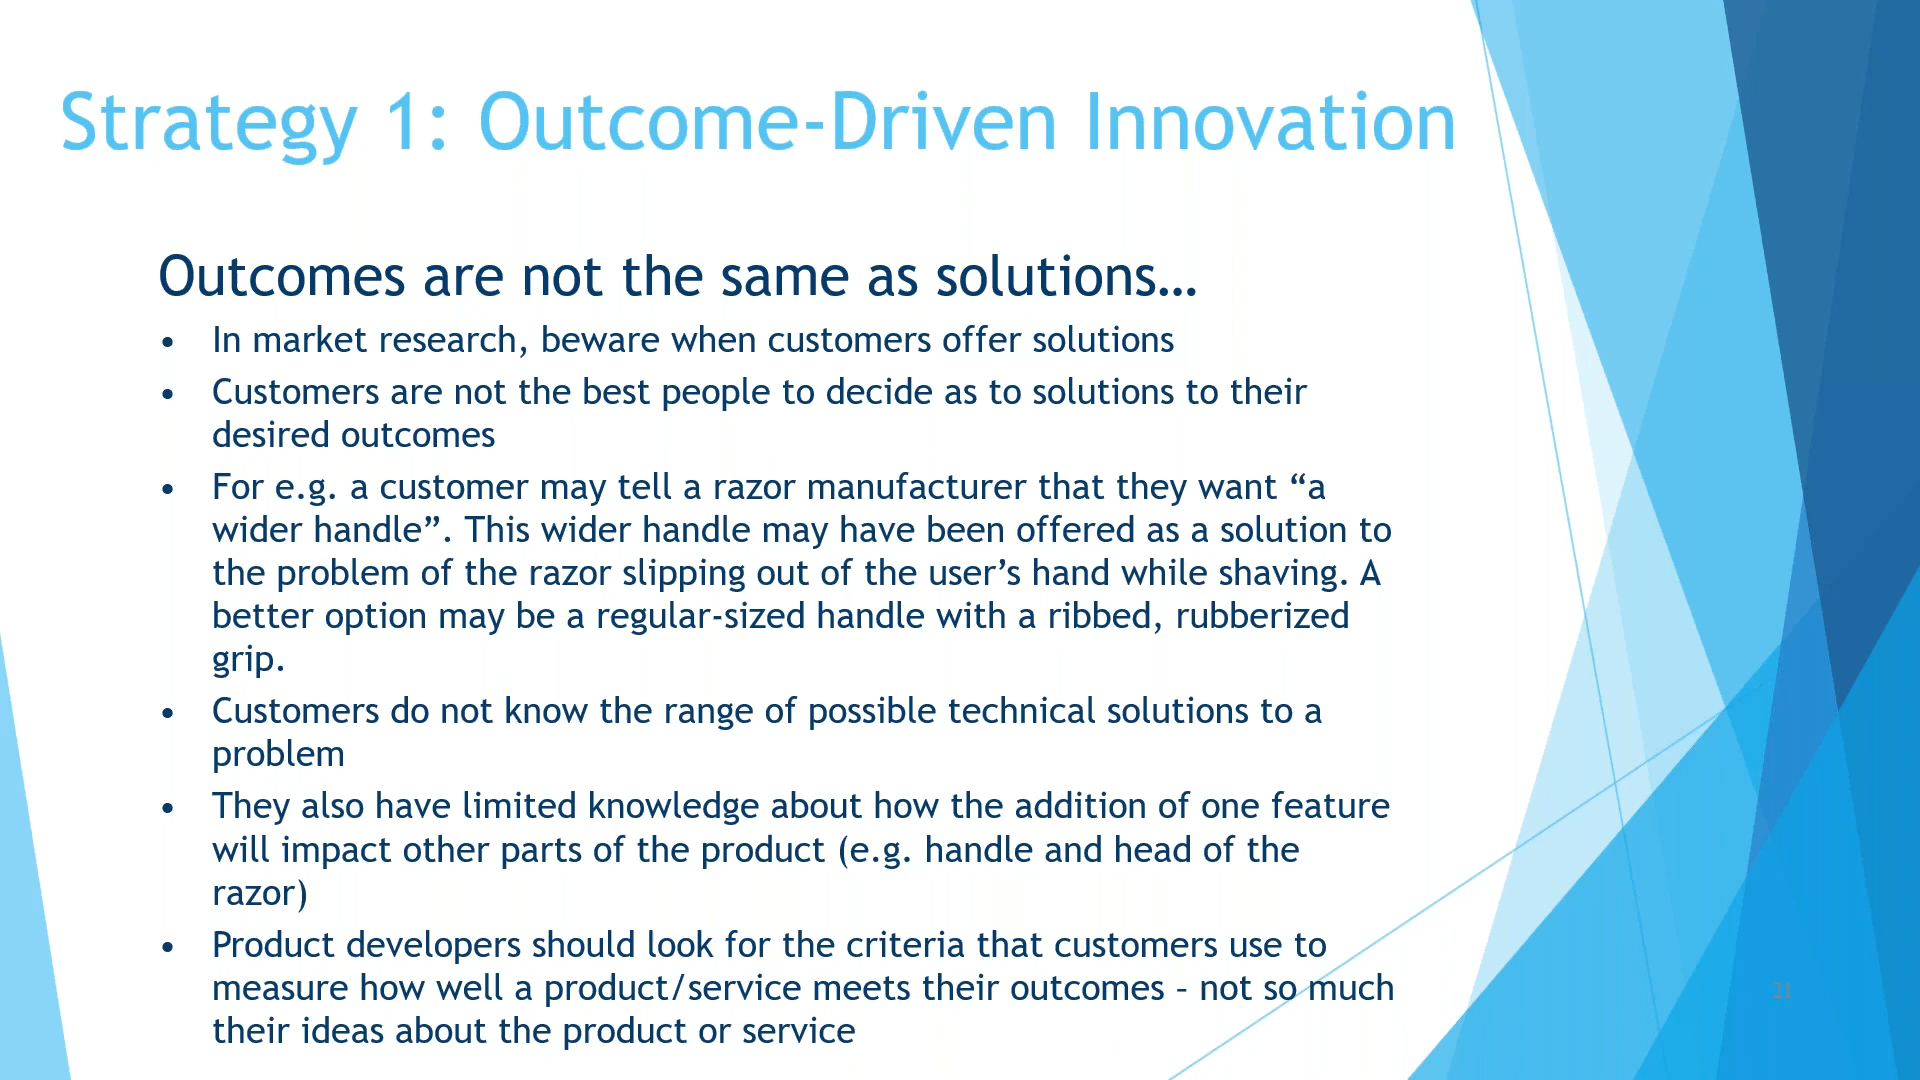 Strategy 1: Outcome-Driven Innovation
Outcomes are not the same as solutions…
• In market research, beware when customers offer solutions
• Customers are not the best people to decide as to solutions to their
desired outcomes
• For e.g. a customer may tell a razor manufacturer that they want “a
wider handle”. This wider handle may have been offered as a solution to
the problem of the razor slipping out of the user’s hand while shaving. A
better option may be a regular-sized handle with a ribbed, rubberized
grip.
• Customers do not know the range of possible technical solutions to a
problem
• They also have limited knowledge about how the addition of one feature
will impact other parts of the product (e.g. handle and head of the
razor)
• Product developers should look for the criteria that customers use to
measure how well a product/service meets their outcomes – not so much
their ideas about the product or service
21